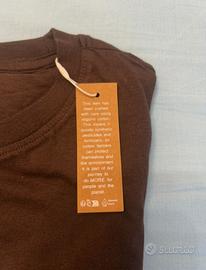 This item has
been crafted
with care using
organic cotton.
This means it
avoids synthetic
pesticides and
fertilisers, so
cotton farmers
can protect
themselves and
the environment
It is part of
our journey
to do MORE for
people and the
planet.
SUBITO